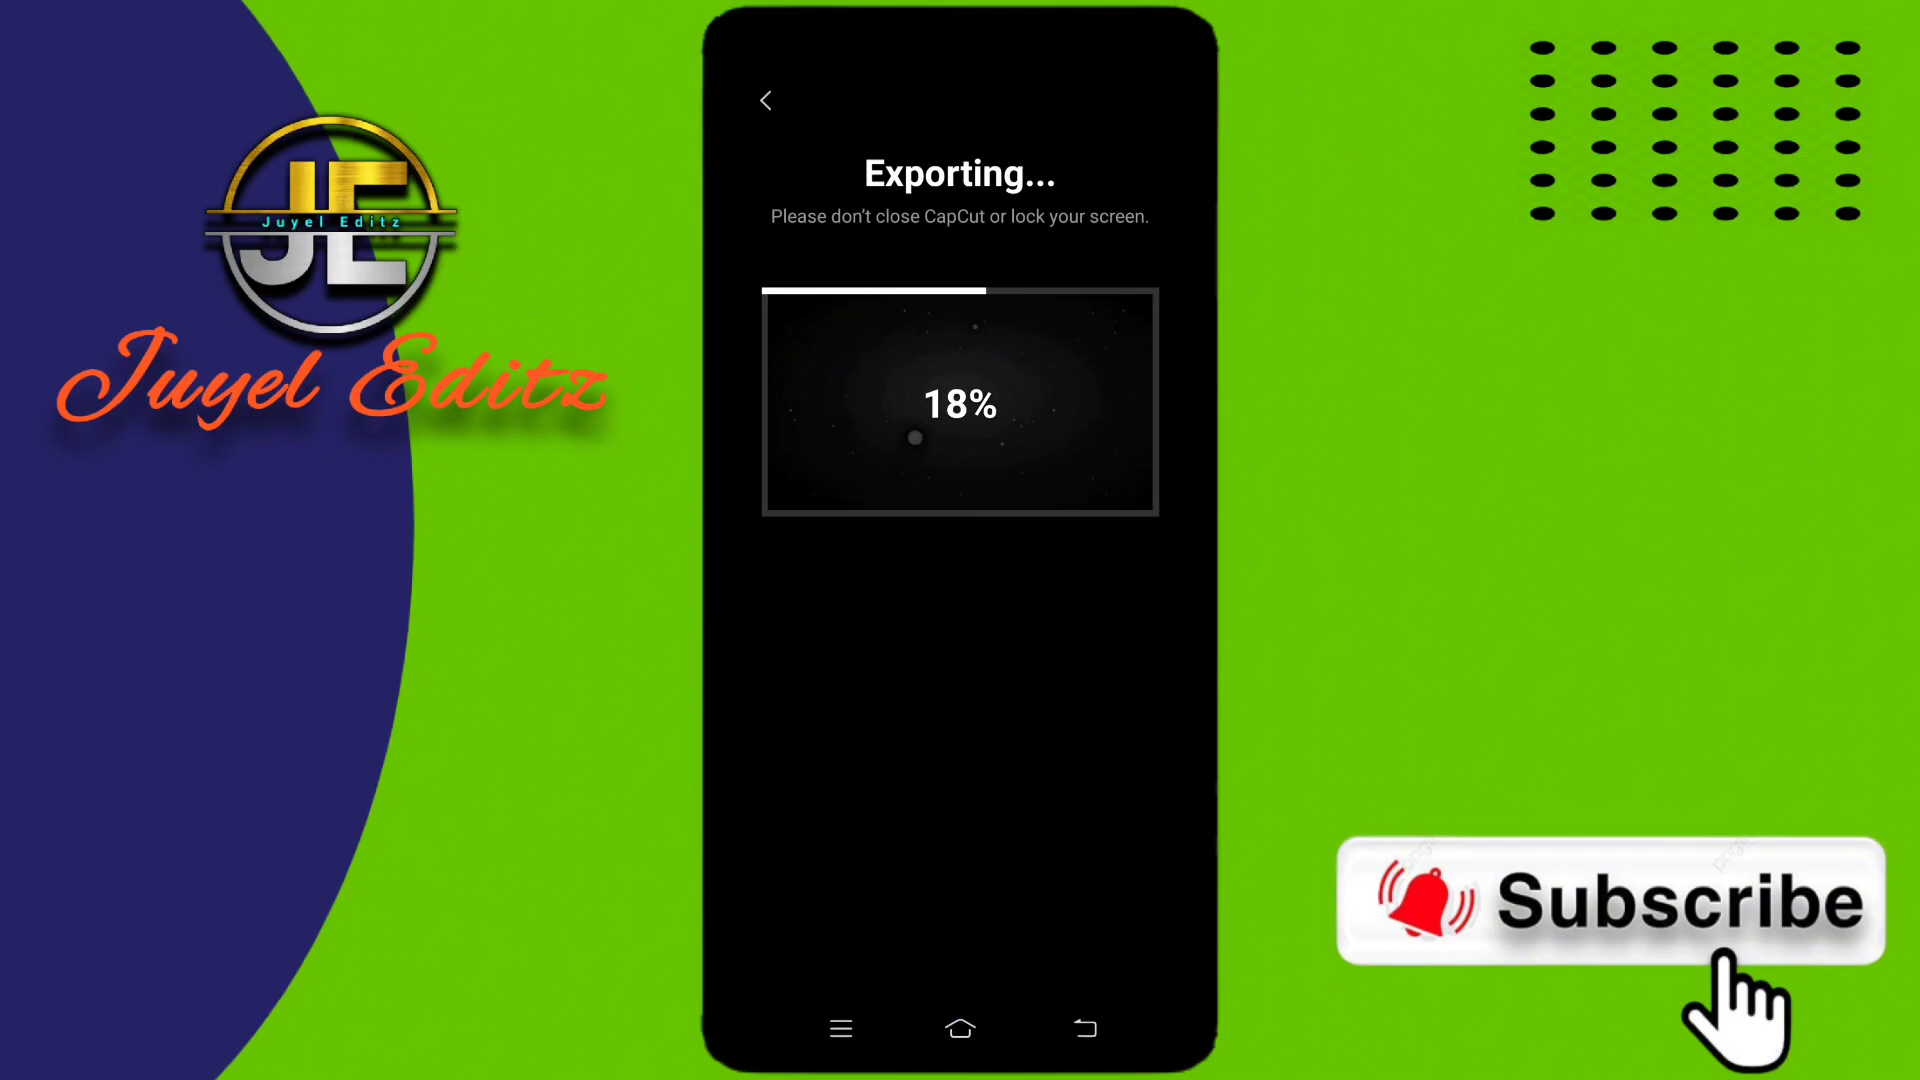 JE
Juyel Editz
Juyel Editz
Exporting...
Please don't close CapCut or lock your screen.
18%
Subscribe